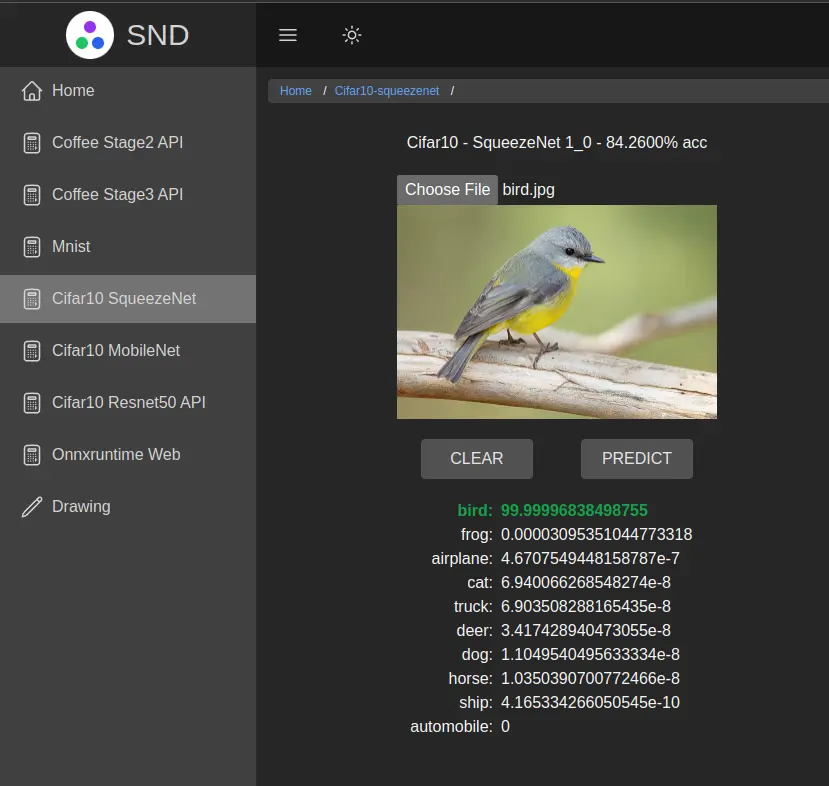 SND
Home
Coffee Stage2 API
Coffee Stage3 API
Mnist
Cifar10 SqueezeNet
Cifar10 MobileNet
Cifar10 Resnet50 API
Onnxruntime Web
Drawing
Home / Cifar10-squeezenet /
Cifar10 - SqueezeNet 1_0 - 84.2600% acc
Choose File bird.jpg
CLEAR PREDICT
bird: 99.99996838498755
frog: 0.00003095351044773318
airplane: 4.6707549448158787e-7
cat: 6.940066268548274e-8
truck: 6.903508288165435e-8
deer: 3.417428940473055e-8
dog: 1.1049540495633334e-8
horse: 1.0350390700772466e-8
ship: 4.165334266050545e-10
automobile: 0